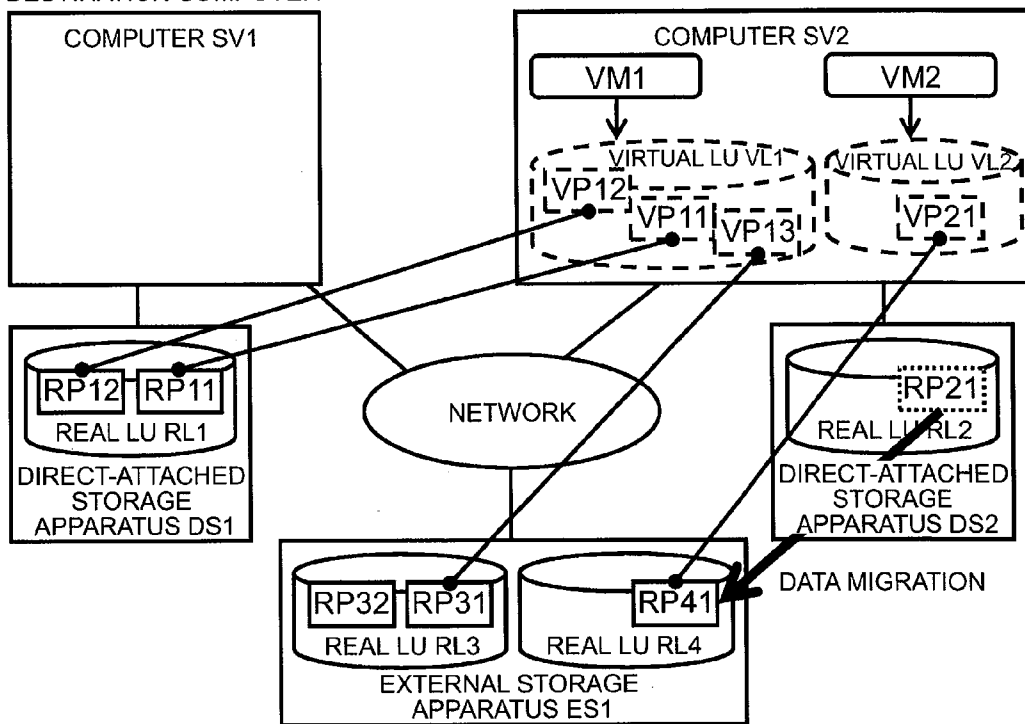 COMPUTER SV1
COMPUTER SV2
VM1
VM2
VIRTUAL LU VL1
VIRTUAL LU VL2
VP12
VP11
VP13
VP21
RP12
RP11
REAL LU RL1
DIRECT-ATTACHED
STORAGE
APPARATUS DS1
NETWORK
RP21
REAL LU RL2
DIRECT-ATTACHED
STORAGE
APPARATUS DS2
DATA MIGRATION
RP32
RP31
REAL LU RL3
RP41
REAL LU RL4
EXTERNAL STORAGE
APPARATUS ES1